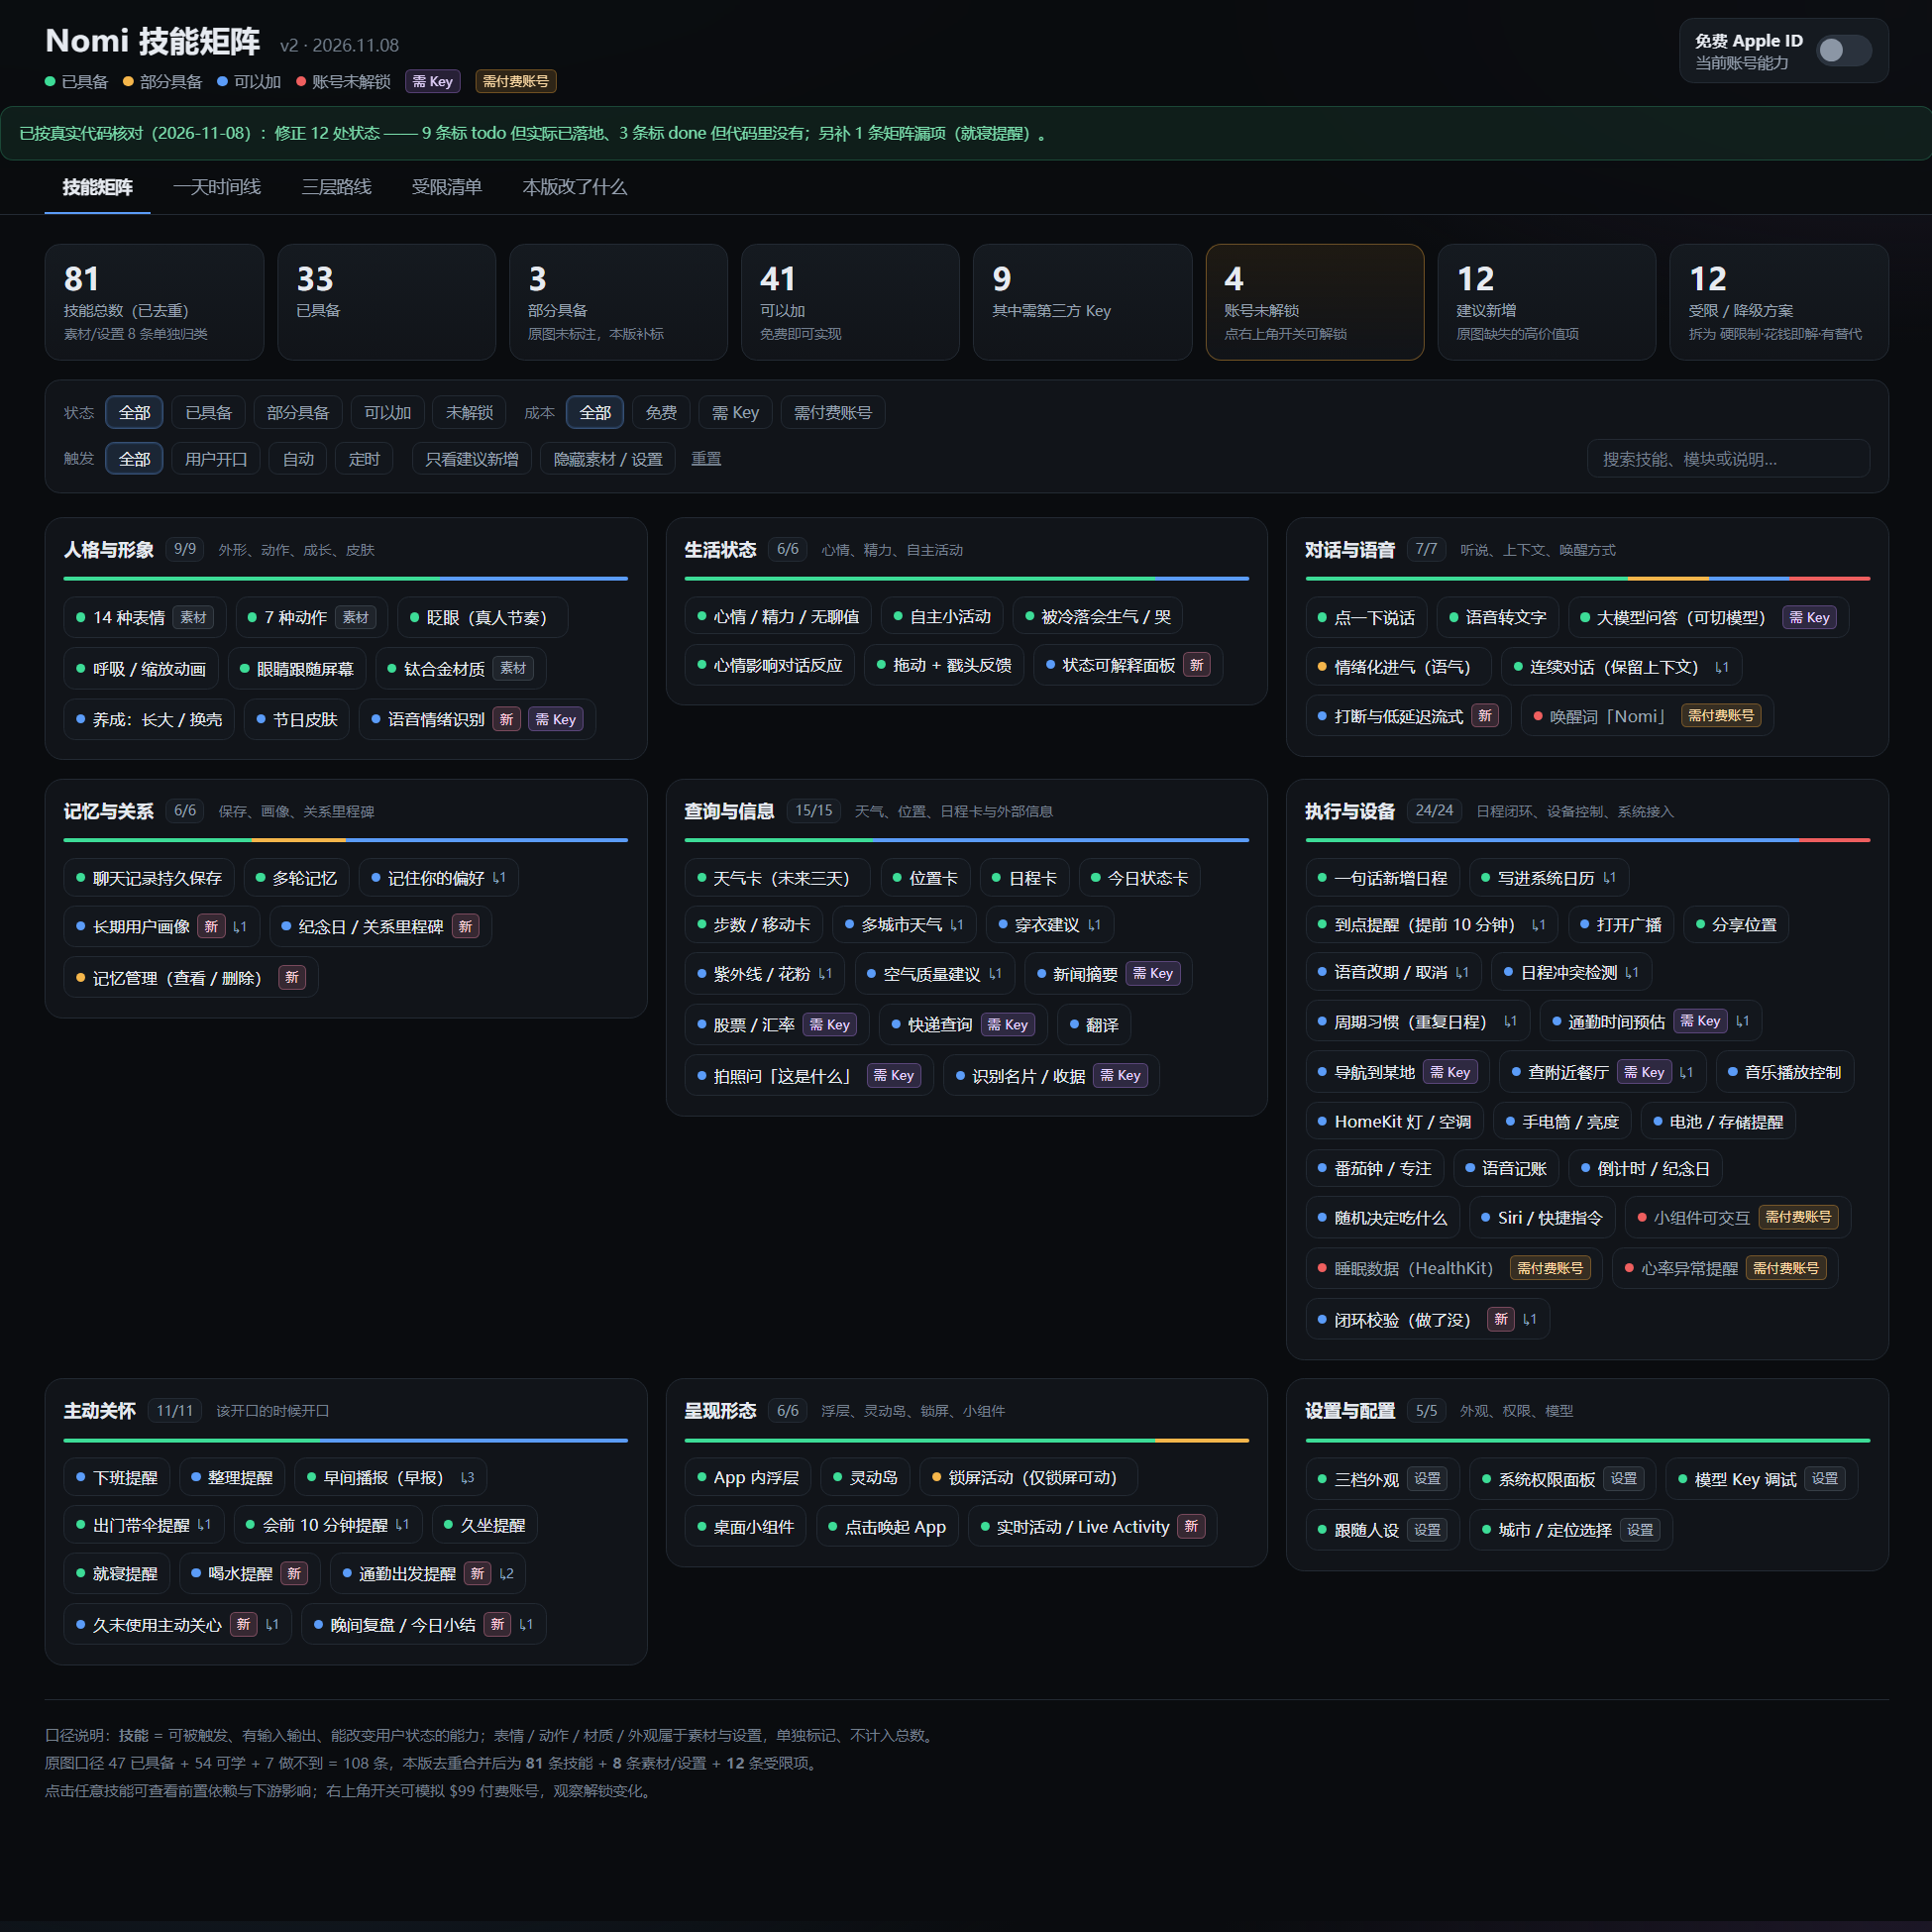 Nomi 技能矩阵 v2 · 2026.11.08
已具备 部分具备 可以加 账号未解锁 需 Key 需付费账号
免费 Apple ID
当前账号能力
已按真实代码核对（2026-11-08）：修正 12 处状态 —— 9 条标 todo 但实际已落地、3 条标 done 但代码里没有；另补 1 条矩阵漏项（就寝提醒）。
技能矩阵 一天时间线 三层路线 受限清单 本版改了什么
81
技能总数（已去重）
素材/设置 8 条单独归类
33
已具备
3
部分具备
原图未标注，本版补标
41
可以加
免费即可实现
9
其中需第三方 Key
4
账号未解锁
点右上角开关可解锁
12
建议新增
原图缺失的高价值项
12
受限 / 降级方案
拆为 硬限制·花钱即解·有替代
状态 全部 已具备 部分具备 可以加 未解锁 成本 全部 免费 需 Key 需付费账号
触发 全部 用户开口 自动 定时 只看建议新增 隐藏素材 / 设置 重置 搜索技能、模块或说明...
人格与形象 9/9 外形、动作、成长、皮肤
14 种表情 素材 7 种动作 素材 眨眼（真人节奏）
呼吸 / 缩放动画 眼睛跟随屏幕 钛合金材质 素材
养成：长大 / 换壳 节日皮肤 语音情绪识别 新 需 Key
生活状态 6/6 心情、精力、自主活动
心情 / 精力 / 无聊值 自主小活动 被冷落会生气 / 哭
心情影响对话反应 拖动 + 戳头反馈 状态可解释面板 新
对话与语音 7/7 听说、上下文、唤醒方式
点一下说话 语音转文字 大模型问答（可切模型） 需 Key
情绪化进气（语气） 连续对话（保留上下文） ↳1
打断与低延迟流式 新 唤醒词「Nomi」 需付费账号
记忆与关系 6/6 保存、画像、关系里程碑
聊天记录持久保存 多轮记忆 记住你的偏好 ↳1
长期用户画像 新 ↳1 纪念日 / 关系里程碑 新
记忆管理（查看 / 删除） 新
查询与信息 15/15 天气、位置、日程卡与外部信息
天气卡（未来三天） 位置卡 日程卡 今日状态卡
步数 / 移动卡 多城市天气 ↳1 穿衣建议 ↳1
紫外线 / 花粉 ↳1 空气质量建议 ↳1 新闻摘要 需 Key
股票 / 汇率 需 Key 快递查询 需 Key 翻译
拍照问「这是什么」 需 Key 识别名片 / 收据 需 Key
执行与设备 24/24 日程闭环、设备控制、系统接入
一句话新增日程 写进系统日历 ↳1
到点提醒（提前 10 分钟） ↳1 打开广播 分享位置
语音改期 / 取消 ↳1 日程冲突检测 ↳1
周期习惯（重复日程） ↳1 通勤时间预估 需 Key ↳1
导航到某地 需 Key 查附近餐厅 需 Key ↳1 音乐播放控制
HomeKit 灯 / 空调 手电筒 / 亮度 电池 / 存储提醒
番茄钟 / 专注 语音记账 倒计时 / 纪念日
随机决定吃什么 Siri / 快捷指令 小组件可交互 需付费账号
睡眠数据（HealthKit） 需付费账号 心率异常提醒 需付费账号
闭环校验（做了没） 新 ↳1
主动关怀 11/11 该开口的时候开口
下班提醒 整理提醒 早间播报（早报） ↳3
出门带伞提醒 ↳1 会前 10 分钟提醒 ↳1 久坐提醒
就寝提醒 喝水提醒 新 通勤出发提醒 新 ↳2
久未使用主动关心 新 ↳1 晚间复盘 / 今日小结 新 ↳1
呈现形态 6/6 浮层、灵动岛、锁屏、小组件
App 内浮层 灵动岛 锁屏活动（仅锁屏可动）
桌面小组件 点击唤起 App 实时活动 / Live Activity 新
设置与配置 5/5 外观、权限、模型
三档外观 设置 系统权限面板 设置 模型 Key 调试 设置
跟随人设 设置 城市 / 定位选择 设置
口径说明：技能 = 可被触发、有输入输出、能改变用户状态的能力；表情 / 动作 / 材质 / 外观属于素材与设置，单独标记、不计入总数。
原图口径 47 已具备 + 54 可学 + 7 做不到 = 108 条，本版去重合并后为 81 条技能 + 8 条素材/设置 + 12 条受限项。
点击任意技能可查看前置依赖与下游影响；右上角开关可模拟 $99 付费账号，观察解锁变化。